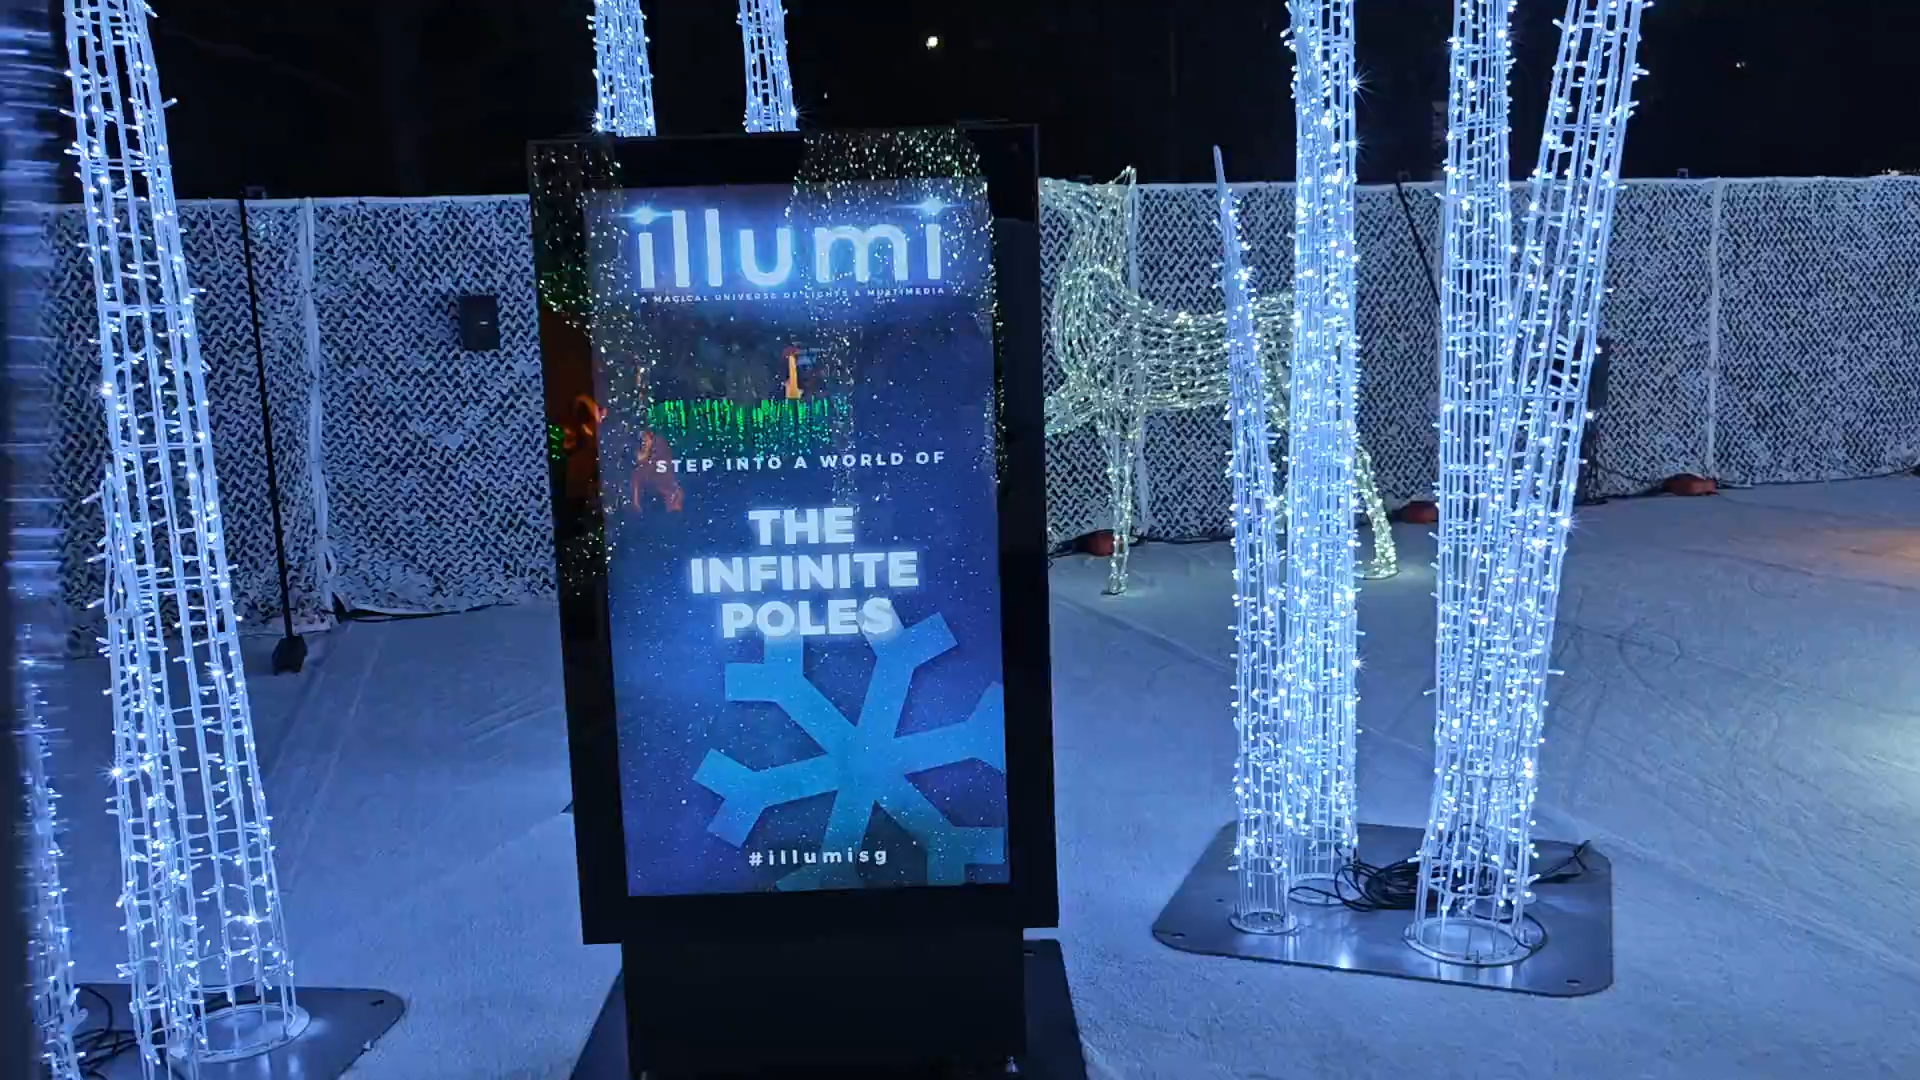 illumi
A MAGICAL UNIVERSE OF LIGHTS & MULTIMEDIA
STEP INTO A WORLD OF
THE
INFINITE
POLES
#illumisg